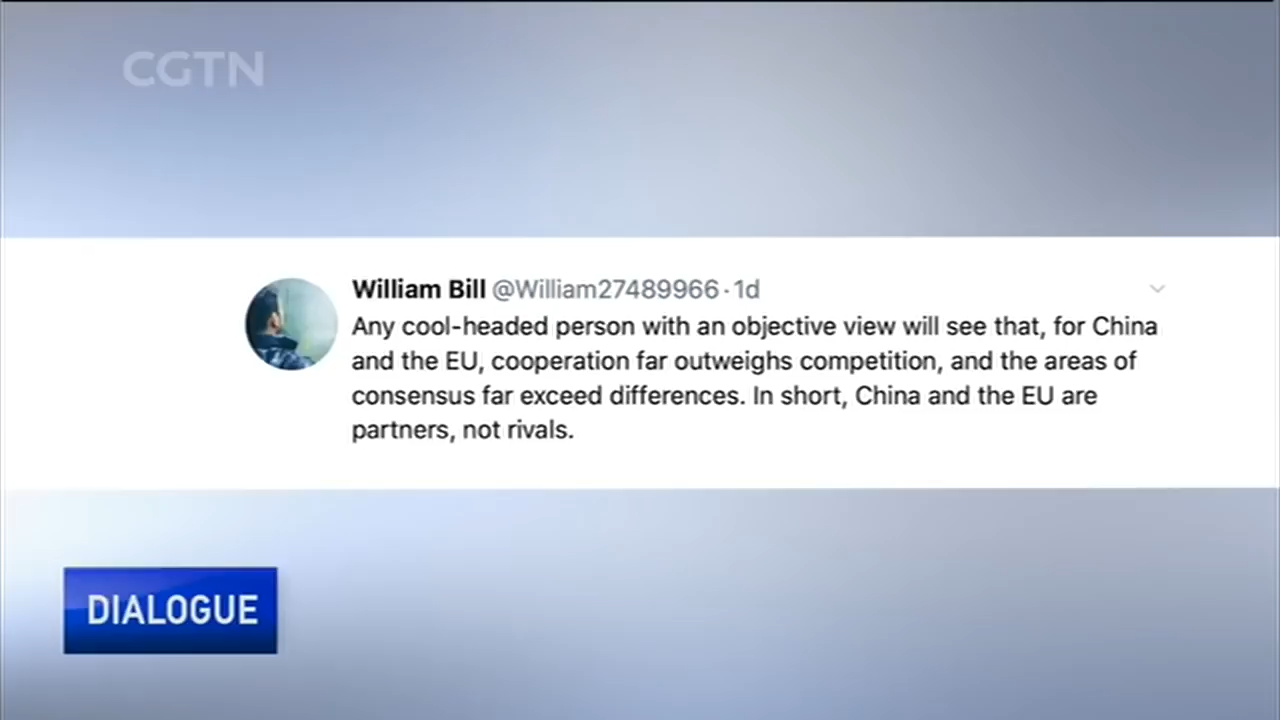 CGTN
William Bill @William27489966 · 1d
Any cool-headed person with an objective view will see that, for China
and the EU, cooperation far outweighs competition, and the areas of
consensus far exceed differences. In short, China and the EU are
partners, not rivals.
DIALOGUE